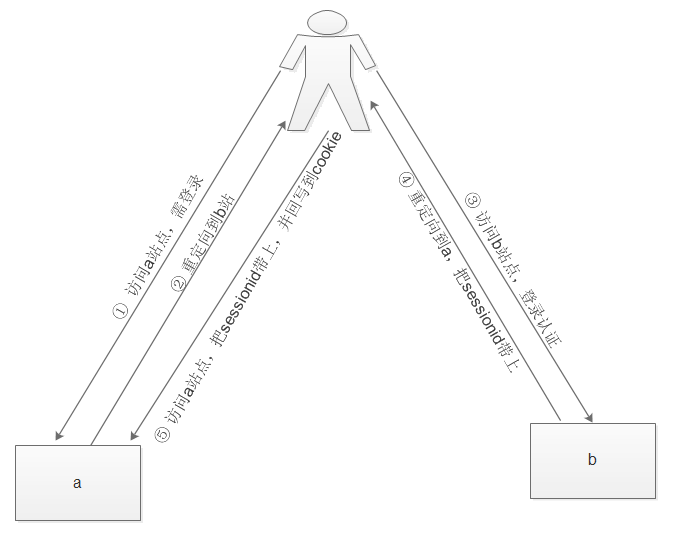 ① 访问a站点，需登录
② 重定向到b站
③ 访问b站点，登录认证
④ 重定向到a，把sessionid带上
⑤ 访问a站点，把sessionid带上，并回写到cookie
a
b